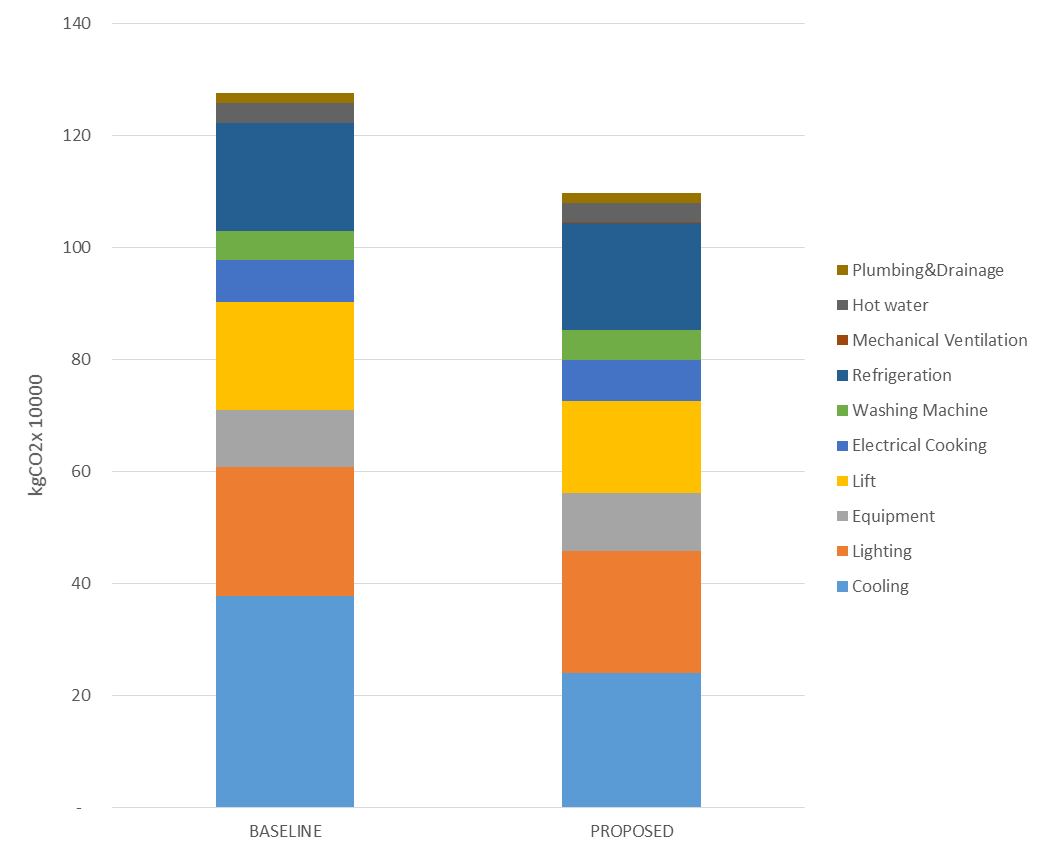 140
120
100
80
60
40
20
-
kgCO2x 10000
BASELINE
PROPOSED
Plumbing&Drainage
Hot water
Mechanical Ventilation
Refrigeration
Washing Machine
Electrical Cooking
Lift
Equipment
Lighting
Cooling